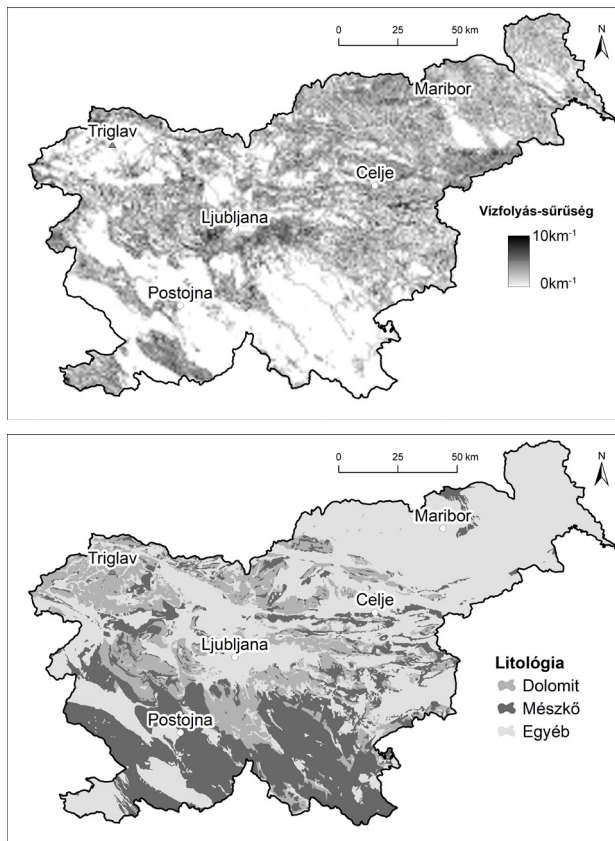 0 25 50 km
N
Maribor
Triglav
Celje
Vízfolyás-sűrűség
Ljubljana
10km⁻¹
0km⁻¹
Postojna
N
0 25 50 km
Maribor
Triglav
Celje
Ljubljana
Litológia
Dolomit
Mészkő
Postojna
Egyéb